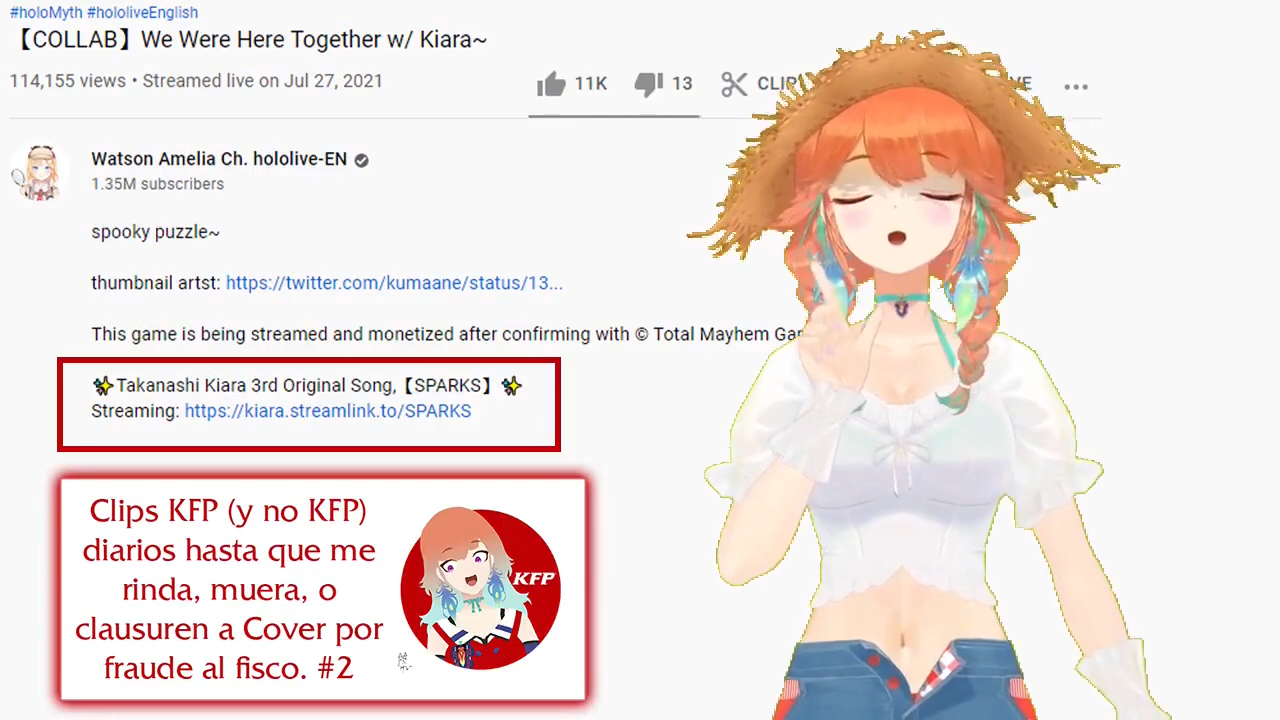 #holoMyth #hololiveEnglish
【COLLAB】We Were Here Together w/ Kiara~
114,155 views • Streamed live on Jul 27, 2021
11K
13
CLIP
Watson Amelia Ch. hololive-EN
1.35M subscribers
spooky puzzle~
thumbnail artst: https://twitter.com/kumaane/status/13...
This game is being streamed and monetized after confirming with © Total Mayhem
✨Takanashi Kiara 3rd Original Song,【SPARKS】✨
Streaming: https://kiara.streamlink.to/SPARKS
Clips KFP (y no KFP)
diarios hasta que me
rinda, muera, o
clausuren a Cover por
fraude al fisco. #2
KFP